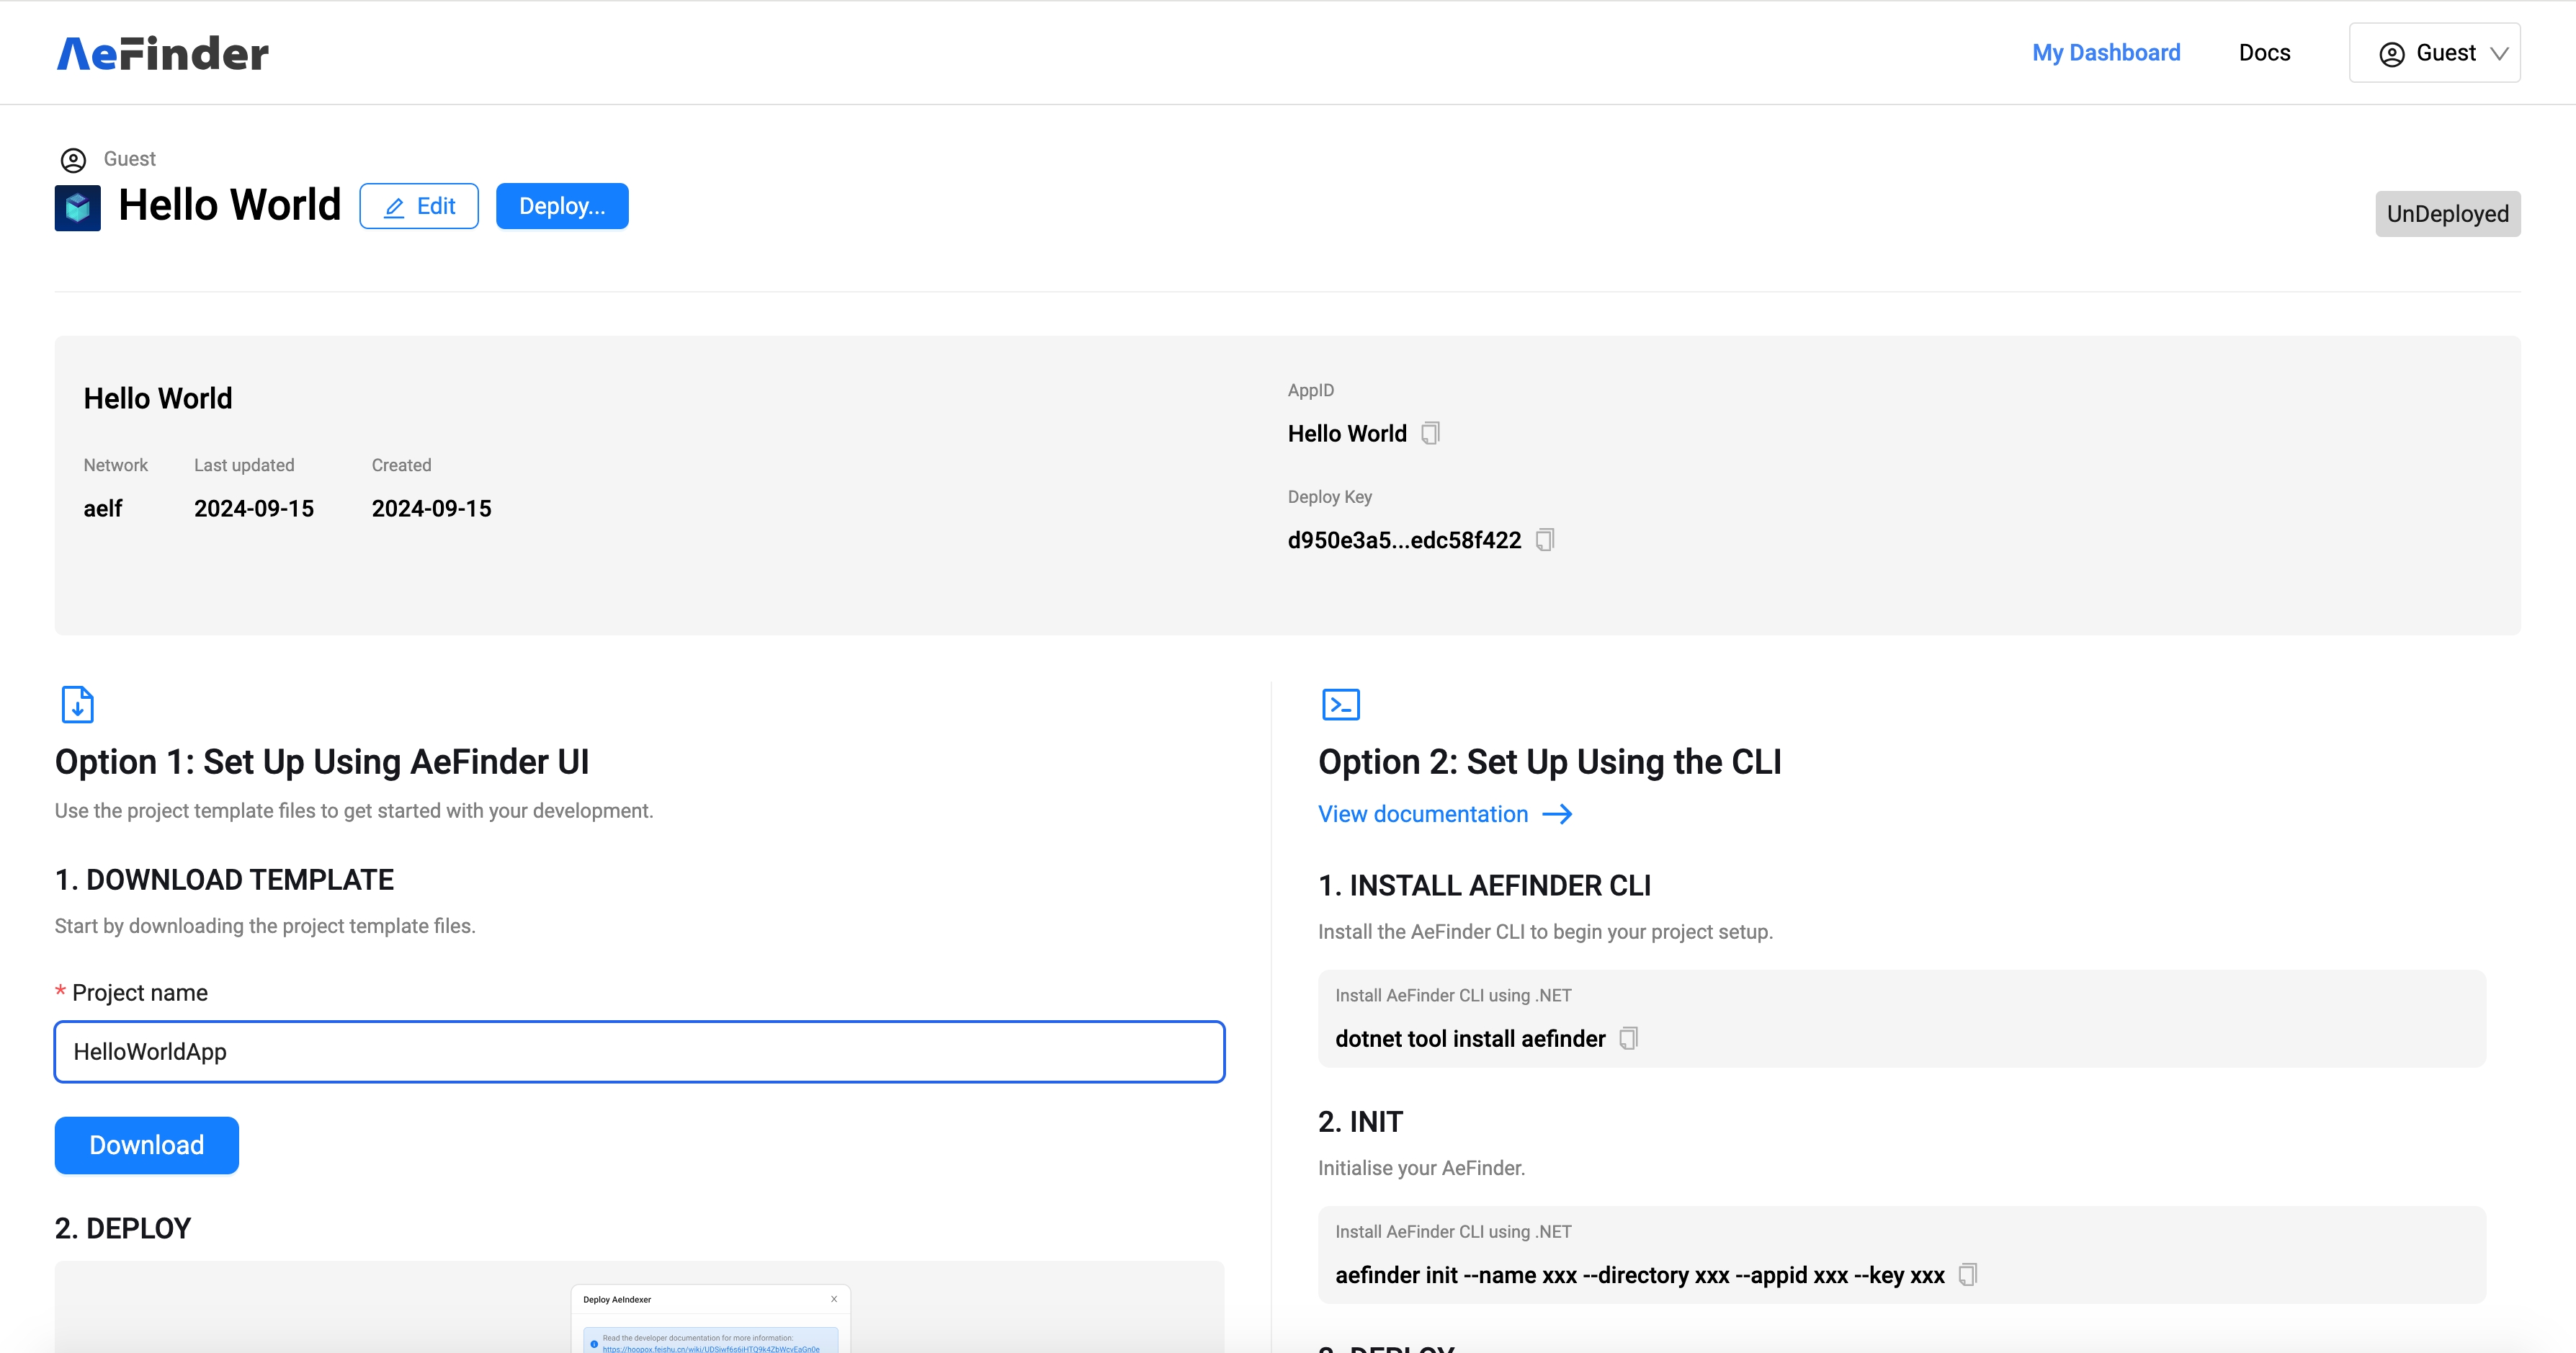 AeFinder
My Dashboard
Docs
Guest
Guest
Hello World
Edit
Deploy...
UnDeployed
Hello World
Network
Last updated
Created
aelf
2024-09-15
2024-09-15
AppID
Hello World
Deploy Key
d950e3a5...edc58f422
Option 1: Set Up Using AeFinder UI
Use the project template files to get started with your development.
1. DOWNLOAD TEMPLATE
Start by downloading the project template files.
* Project name
HelloWorldApp
Download
2. DEPLOY
Deploy AeIndexer
Read the developer documentation for more information:
Option 2: Set Up Using the CLI
View documentation
1. INSTALL AEFINDER CLI
Install the AeFinder CLI to begin your project setup.
Install AeFinder CLI using .NET
dotnet tool install aefinder
2. INIT
Initialise your AeFinder.
Install AeFinder CLI using .NET
aefinder init --name xxx --directory xxx --appid xxx --key xxx
3. DEPLOY